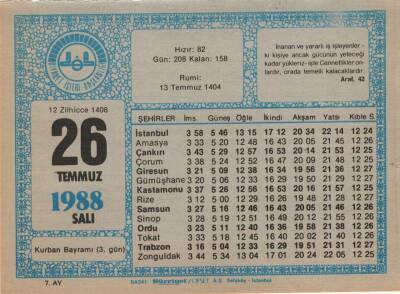 DİYANET İŞLERİ BAŞKANLIĞI
12 Zilhicce 1408
26
TEMMUZ
1988
SALI
Kurban Bayramı (3. gün)
7. AY
Hızır: 82
Gün: 208 Kalan: 158
Rumi:
13 Temmuz 1404
İnanan ve yararlı iş işleyenler -
ki kişiye ancak gücünün yeteceği
kadar yükleriz- işte Cennetlikler on-
lardır, orada temelli kalacaklardır.
Araf, 42
ŞEHİRLER İms. Güneş Öğle İkindi Akşam Yatsı Kıble S.
İstanbul 3 58 5 46 13 15 17 12 20 34 22 14 12 24
Amasya 3 33 5 20 12 48 16 43 20 05 21 45 12 26
Çankırı 3 43 5 29 12 57 16 53 20 14 21 53 12 25
Çorum 3 38 5 24 12 52 16 47 20 09 21 48 12 25
Giresun 3 21 5 09 12 38 16 34 19 56 21 36 12 27
Gümüşhane 3 20 5 06 12 33 16 29 19 50 21 29 12 27
Kastamonu 3 37 5 26 12 56 16 53 20 16 21 57 12 25
Rize 3 12 5 00 12 29 16 26 19 48 21 28 12 27
Samsun 3 27 5 16 12 46 16 43 20 05 21 46 12 26
Sinop 3 28 5 19 12 51 16 49 20 12 21 55 12 26
Ordu 3 23 5 11 12 40 16 36 19 58 21 38 12 26
Tokat 3 33 5 18 12 45 16 40 20 02 21 40 12 26
Trabzon 3 16 5 04 12 33 16 29 19 51 21 31 12 27
Zonguldak 3 44 5 34 13 04 17 01 20 24 22 05 12 25
BASKI: Hürriyet / OFSET A.Ş. Sefaköy - İstanbul